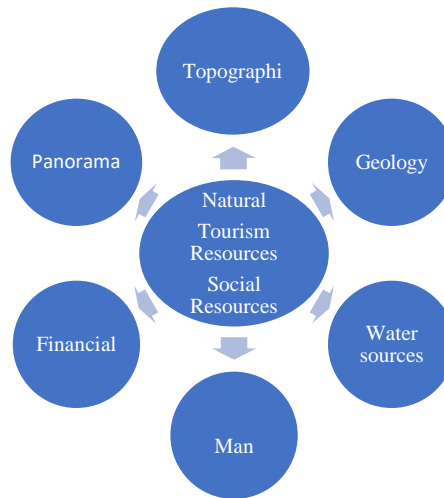 Topographi
Panorama
Geology
Natural
Tourism
Resources
Social
Resources
Financial
Water
sources
Man